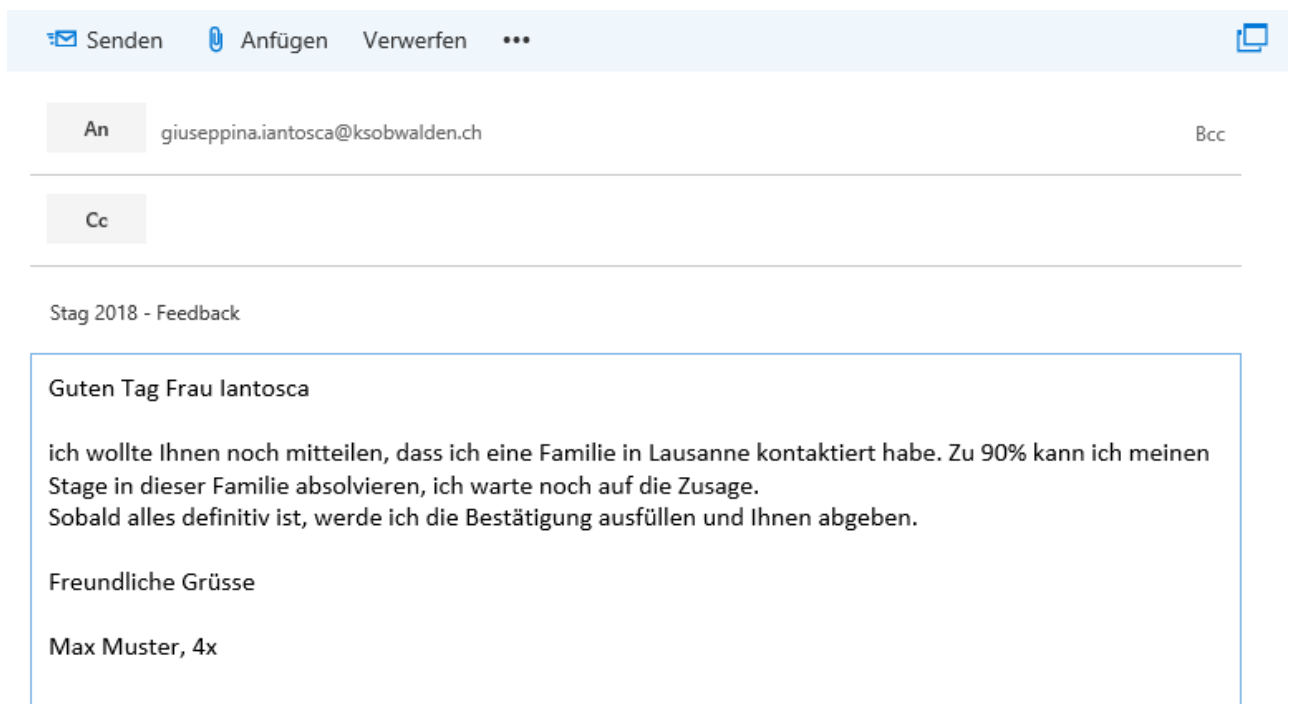 Senden Anfügen Verwerfen •••
An giuseppina.iantosca@ksobwalden.ch Bcc
Cc
Stag 2018 - Feedback
Guten Tag Frau Iantosca
ich wollte Ihnen noch mitteilen, dass ich eine Familie in Lausanne kontaktiert habe. Zu 90% kann ich meinen
Stage in dieser Familie absolvieren, ich warte noch auf die Zusage.
Sobald alles definitiv ist, werde ich die Bestätigung ausfüllen und Ihnen abgeben.
Freundliche Grüsse
Max Muster, 4x